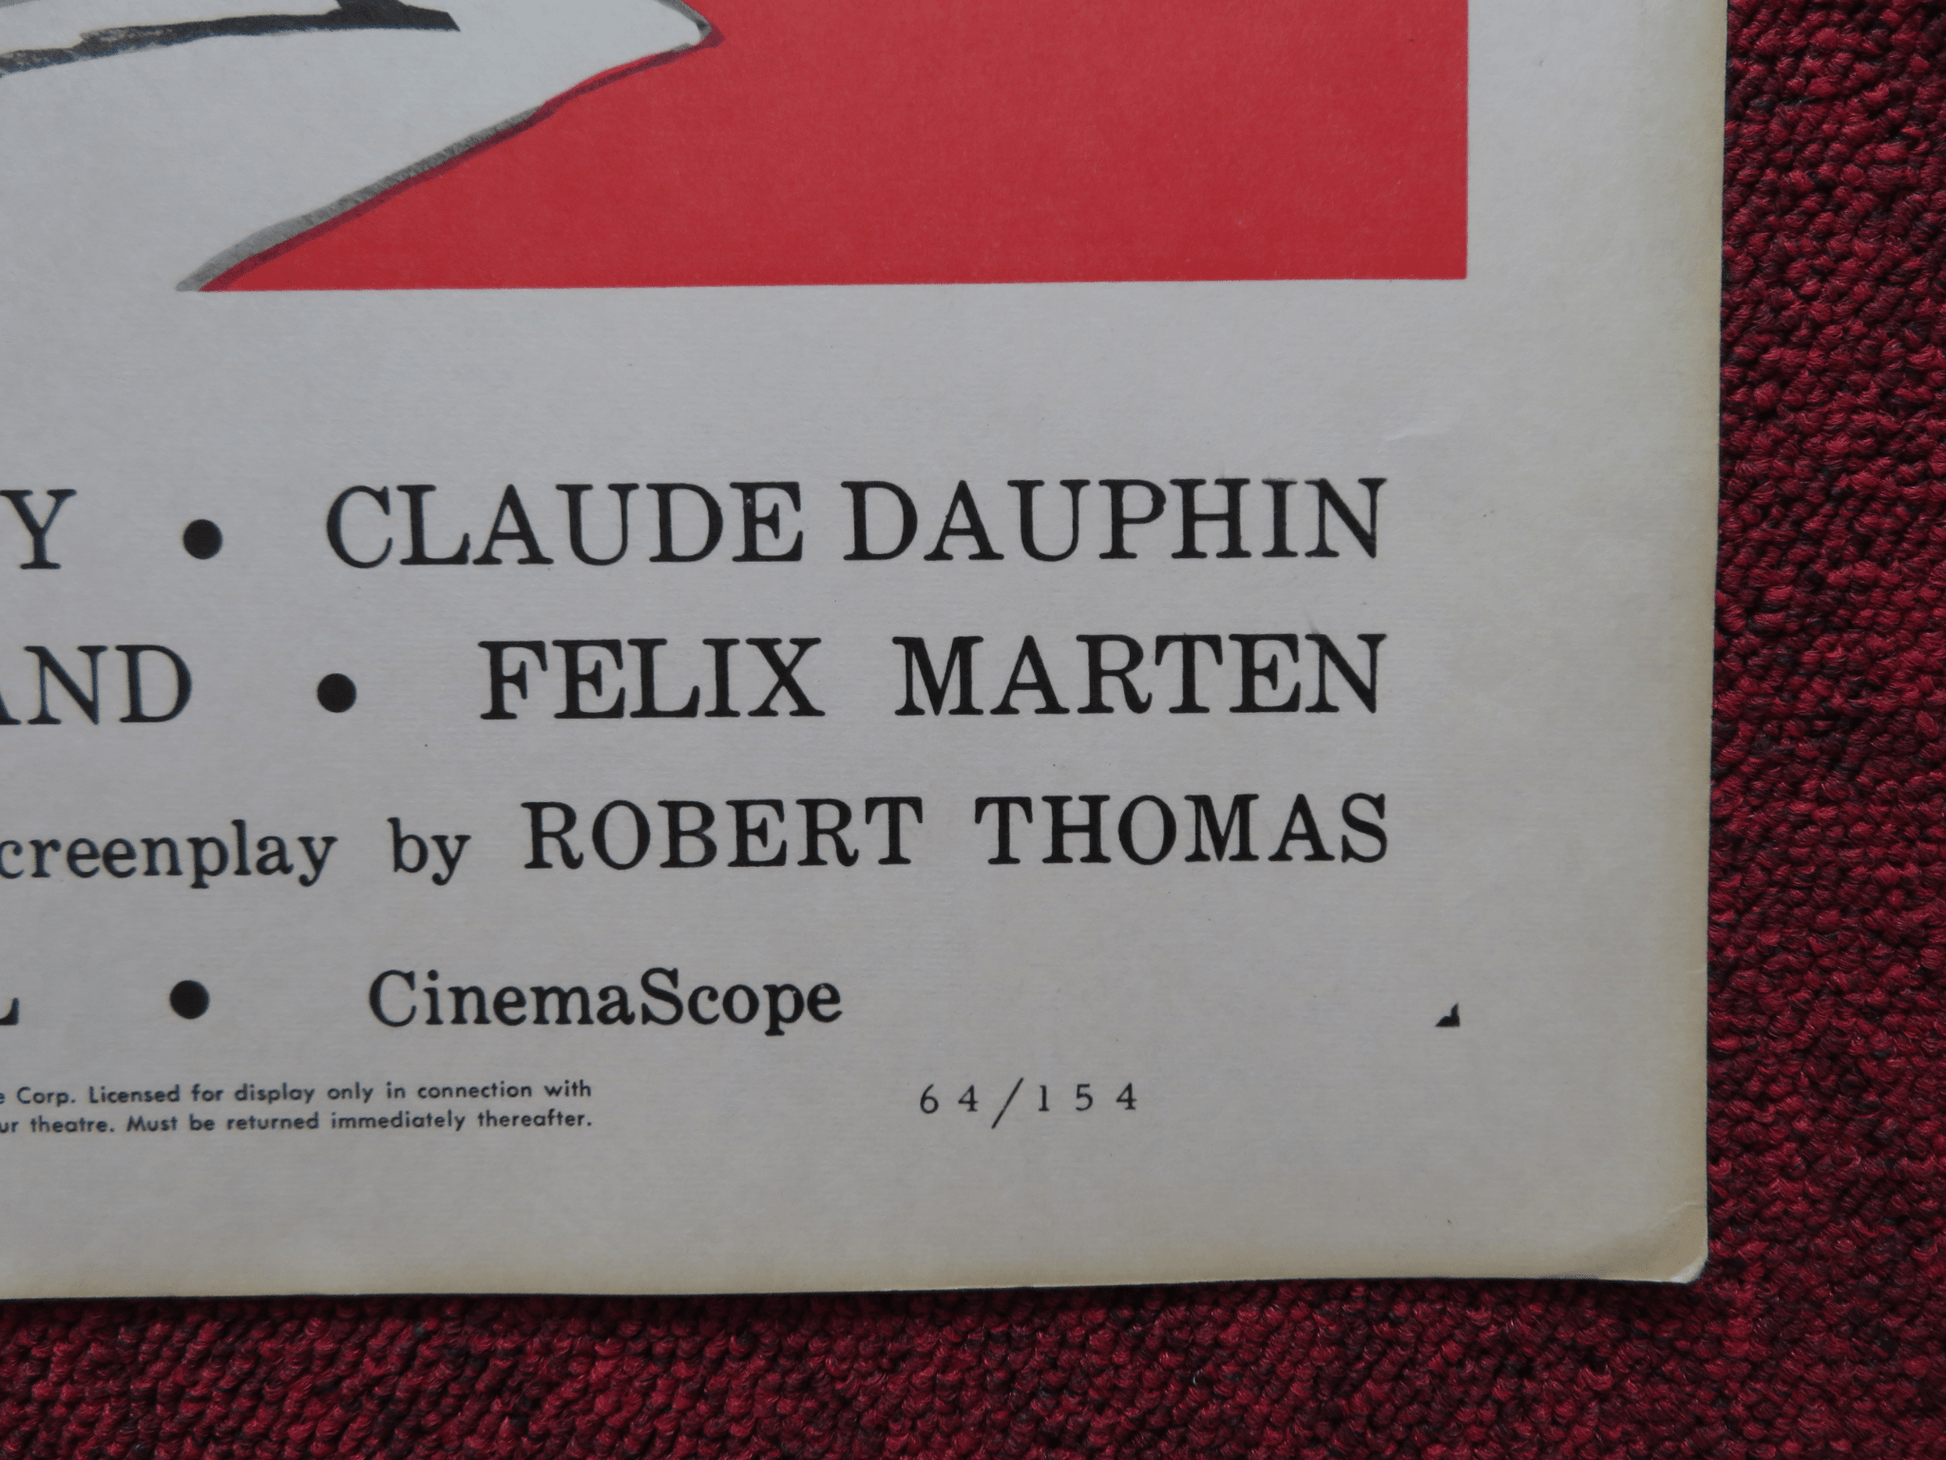 Y • CLAUDE DAUPHIN
AND • FELIX MARTEN
creenplay by ROBERT THOMAS
L • CinemaScope
e Corp. Licensed for display only in connection with
ur theatre. Must be returned immediately thereafter.
64/154